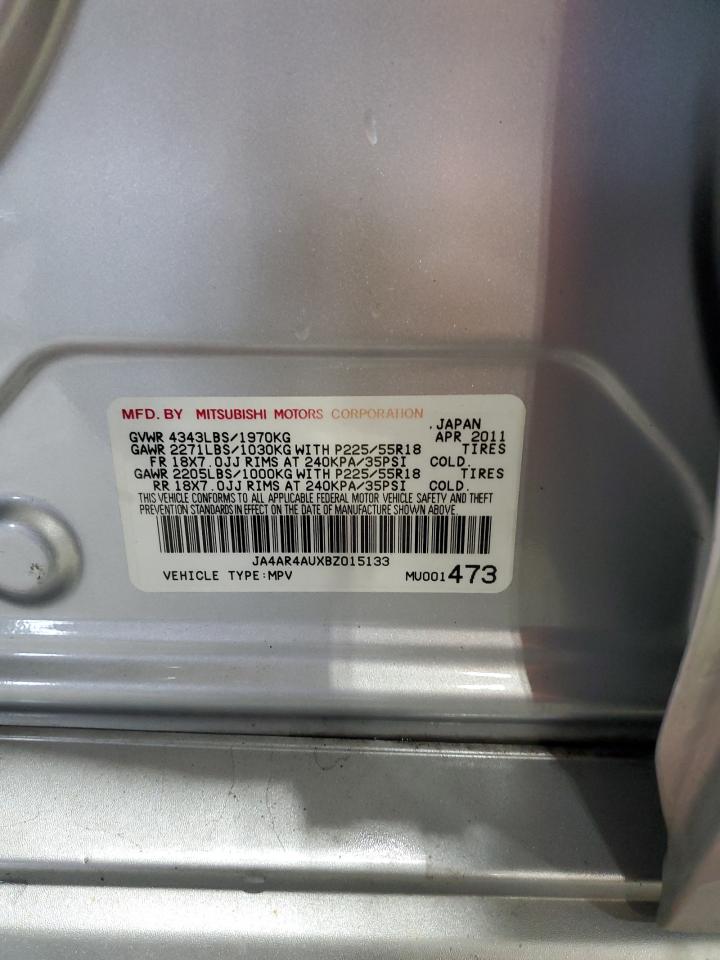 MFD. BY MITSUBISHI MOTORS CORPORATION
, JAPAN
GVWR 4343LBS/1970KG APR 2011
GAWR 2271LBS/1030KG WITH P225/55R18 TIRES
FR 18X7.0JJ RIMS AT 240KPA/35PSI COLD.
GAWR 2205LBS/1000KG WITH P225/55R18 TIRES
RR 18X7.0JJ RIMS AT 240KPA/35PSI COLD.
THIS VEHICLE CONFORMS TO ALL APPLICABLE FEDERAL MOTOR VEHICLE SAFETY AND THEFT
PREVENTION STANDARDS IN EFFECT ON THE DATE OF MANUFACTURE SHOWN ABOVE.
JA4AR4AUXBZ015133
VEHICLE TYPE:MPV MU001473